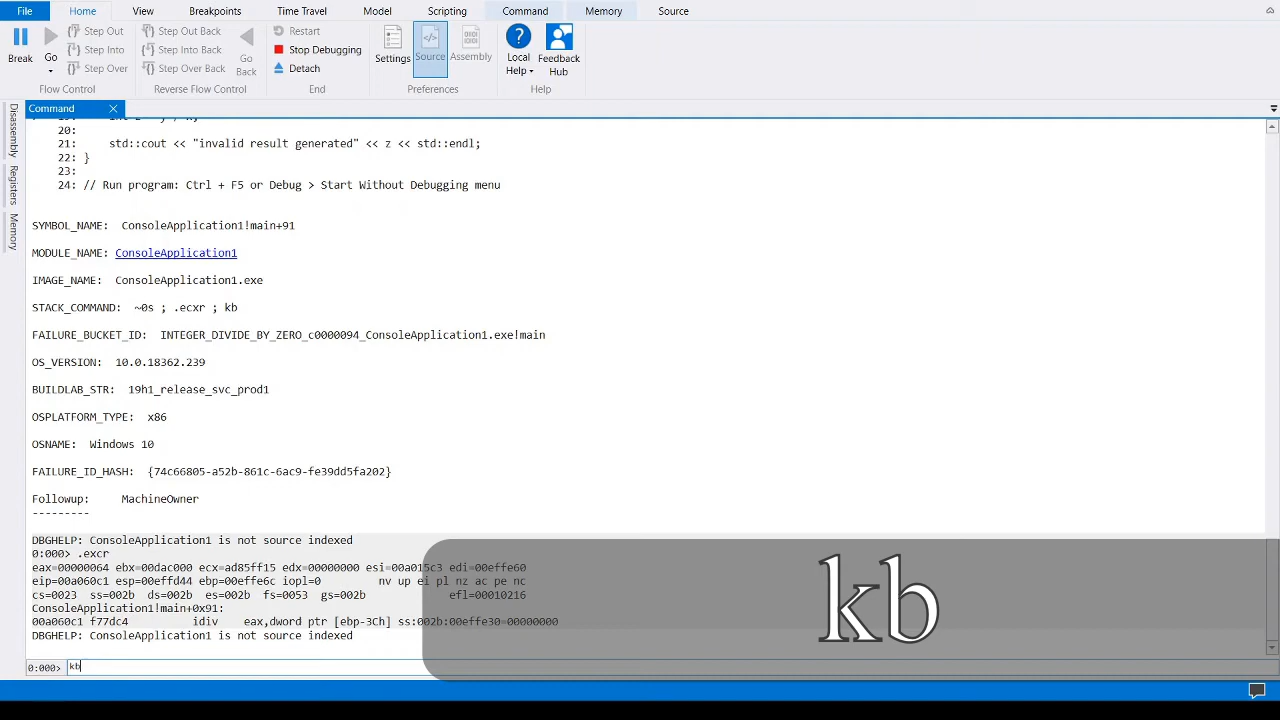 File Home View Breakpoints Time Travel Model Scripting Command Memory Source
Break Go Step Out Step Into Step Over Step Out Back Step Into Back Step Over Back Go Back Restart Stop Debugging Detach Settings Source Assembly Local Help Feedback Hub
Flow Control Reverse Flow Control End Preferences Help
Command
Disassembly
Registers
Memory
20:
21: std::cout << "invalid result generated" << z << std::endl;
22: }
23:
24: // Run program: Ctrl + F5 or Debug > Start Without Debugging menu
SYMBOL_NAME: ConsoleApplication1!main+91
MODULE_NAME: ConsoleApplication1
IMAGE_NAME: ConsoleApplication1.exe
STACK_COMMAND: ~0s ; .ecxr ; kb
FAILURE_BUCKET_ID: INTEGER_DIVIDE_BY_ZERO_c0000094_ConsoleApplication1.exe!main
OS_VERSION: 10.0.18362.239
BUILDLAB_STR: 19h1_release_svc_prod1
OSPLATFORM_TYPE: x86
OSNAME: Windows 10
FAILURE_ID_HASH: {74c66805-a52b-861c-6ac9-fe39dd5fa202}
Followup: MachineOwner
---------
DBGHELP: ConsoleApplication1 is not source indexed
0:000> .excr
eax=00000064 ebx=00dac000 ecx=ad85ff15 edx=00000000 esi=00a015c3 edi=00effe60
eip=00a060c1 esp=00effd44 ebp=00effe6c iopl=0 nv up ei pl nz ac pe nc
cs=0023 ss=002b ds=002b es=002b fs=0053 gs=002b efl=00010216
ConsoleApplication1!main+0x91:
00a060c1 f77dc4 idiv eax,dword ptr [ebp-3Ch] ss:002b:00effe30=00000000
DBGHELP: ConsoleApplication1 is not source indexed
kb
0:000> kb